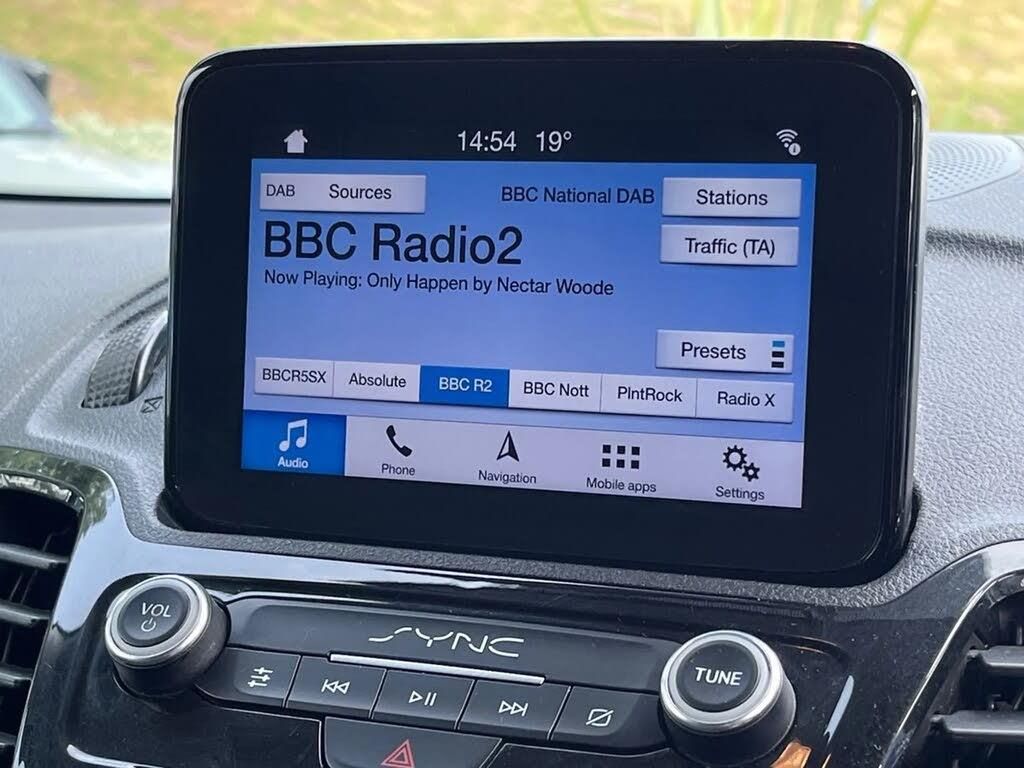 14:54 19°
DAB Sources
BBC National DAB
Stations
BBC Radio2
Traffic (TA)
Now Playing: Only Happen by Nectar Woode
Presets
BBCR5SX Absolute BBC R2 BBC Nott PlntRock Radio X
Audio Phone Navigation Mobile apps Settings
VOL
SYNC
TUNE